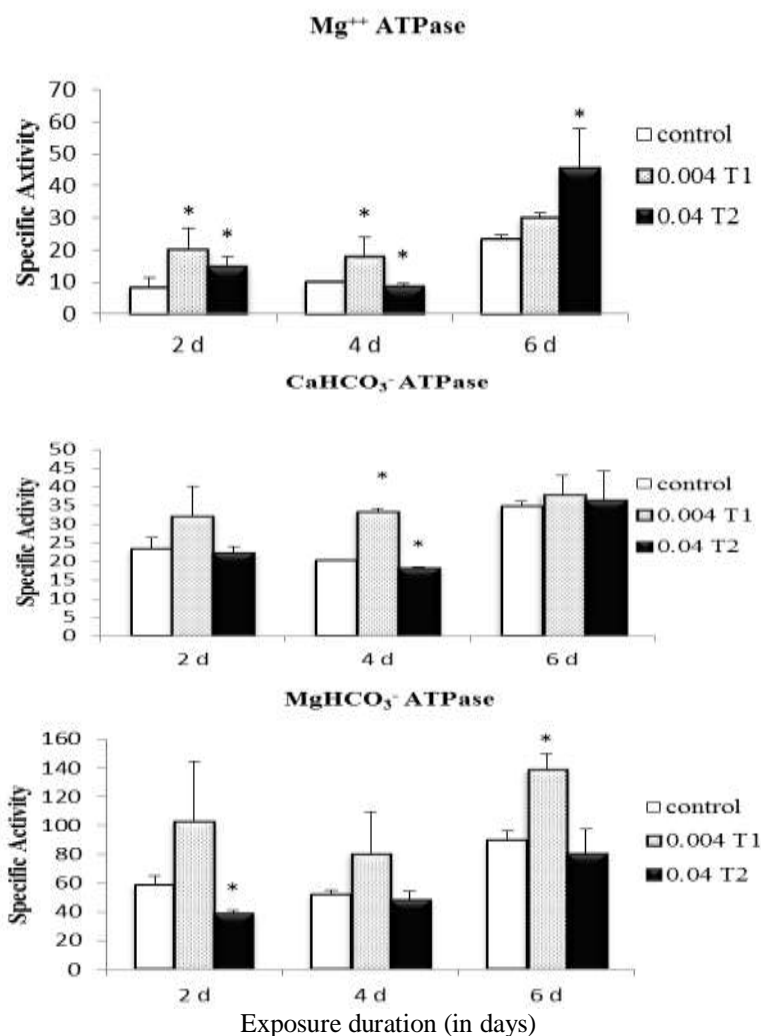 Mg⁺⁺ ATPase
70
60
50
40
30
20
10
0
Specific Axtivity
* * * * *
2 d 4 d 6 d
control
0.004 T1
0.04 T2
CaHCO₃⁻ ATPase
50
45
40
35
30
25
20
15
10
5
0
Specific Activity
* *
2 d 4 d 6 d
control
0.004 T1
0.04 T2
MgHCO₃⁻ ATPase
160
140
120
100
80
60
40
20
0
Specific Activity
* *
2 d 4 d 6 d
control
0.004 T1
0.04 T2
Exposure duration (in days)